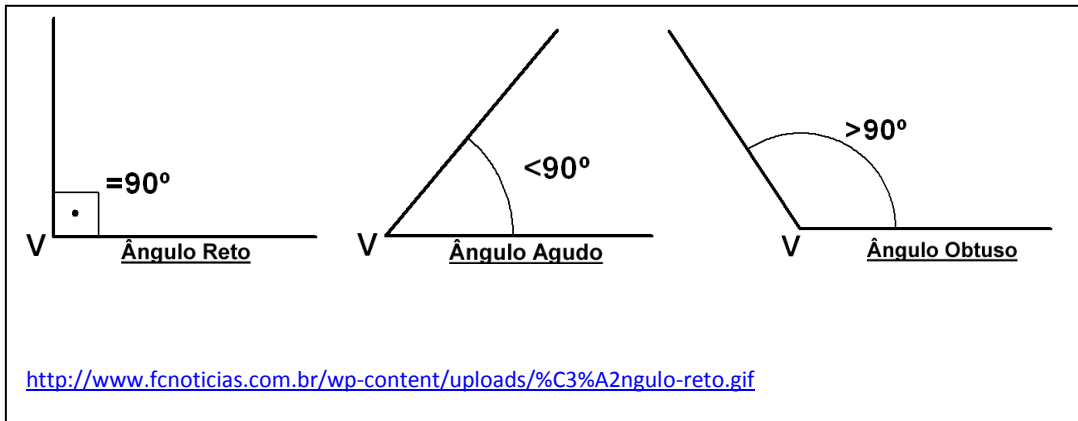 =90º
V
Ângulo Reto
<90º
V
Ângulo Agudo
>90º
V
Ângulo Obtuso
http://www.fcnoticias.com.br/wp-content/uploads/%C3%A2ngulo-reto.gif